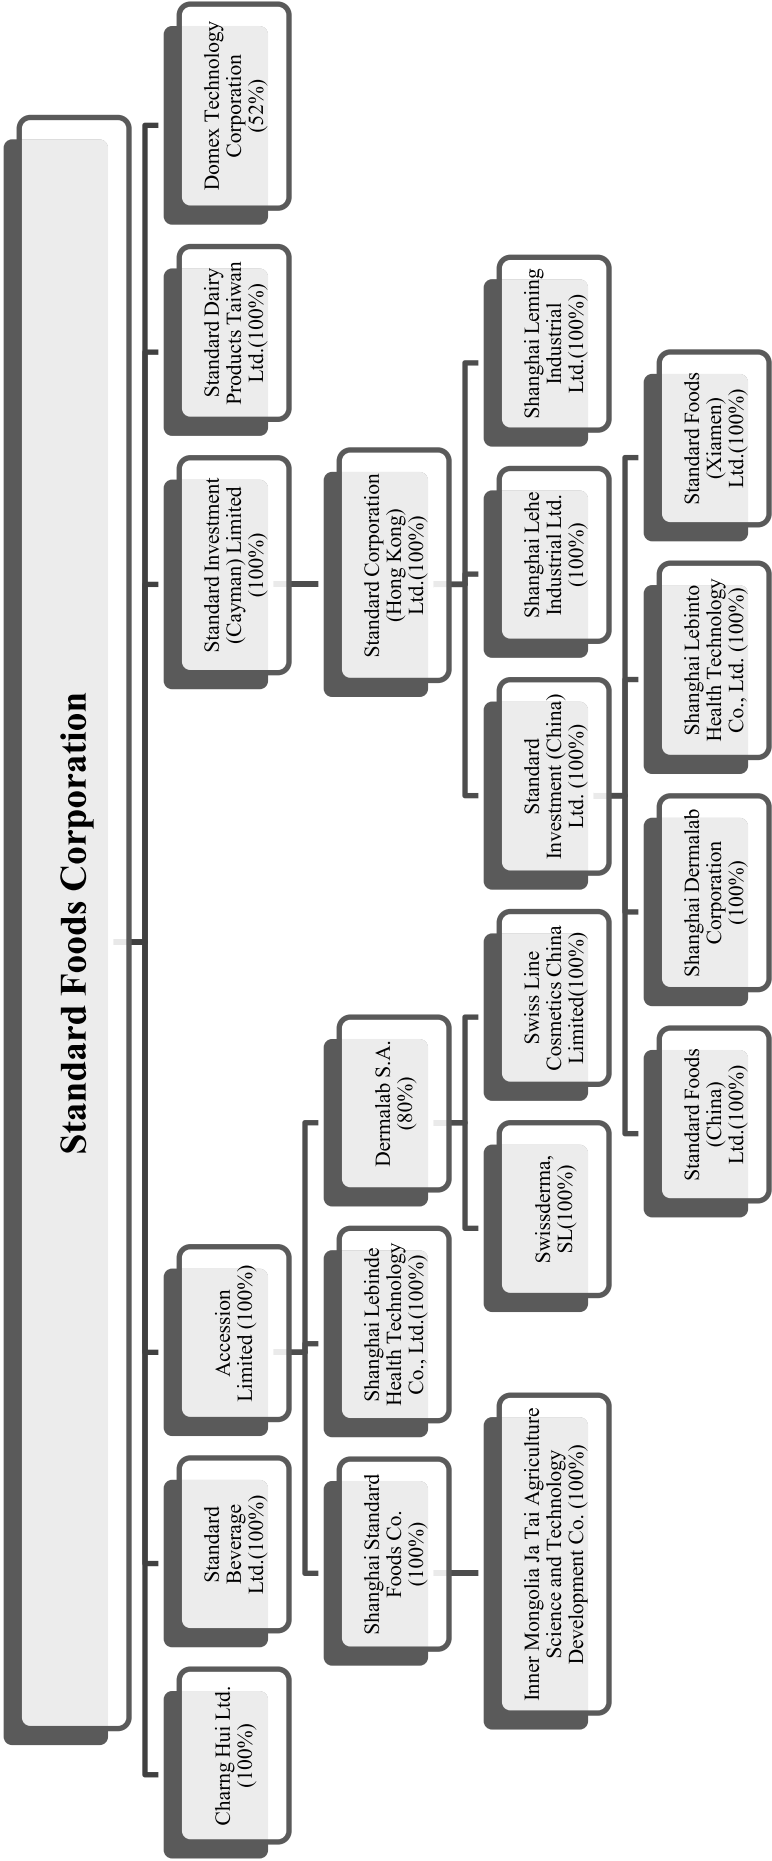 Standard Foods Corporation
Charng Hui Ltd.
(100%)
Standard
Beverage
Ltd.(100%)
Accession
Limited (100%)
Standard Investment
(Cayman) Limited
(100%)
Standard Dairy
Products Taiwan
Ltd.(100%)
Domex Technology
Corporation
(52%)
Shanghai Standard
Foods Co.
(100%)
Shanghai Lebinde
Health Technology
Co., Ltd.(100%)
Dermalab S.A.
(80%)
Standard Corporation
(Hong Kong)
Ltd.(100%)
Inner Mongolia Ja Tai Agriculture
Science and Technology
Development Co. (100%)
Swissderma,
SL(100%)
Swiss Line
Cosmetics China
Limited(100%)
Standard
Investment (China)
Ltd. (100%)
Shanghai Lehe
Industrial Ltd.
(100%)
Shanghai Leming
Industrial
Ltd.(100%)
Standard Foods
(China)
Ltd.(100%)
Shanghai Dermalab
Corporation
(100%)
Shanghai Lebinto
Health Technology
Co., Ltd. (100%)
Standard Foods
(Xiamen)
Ltd.(100%)